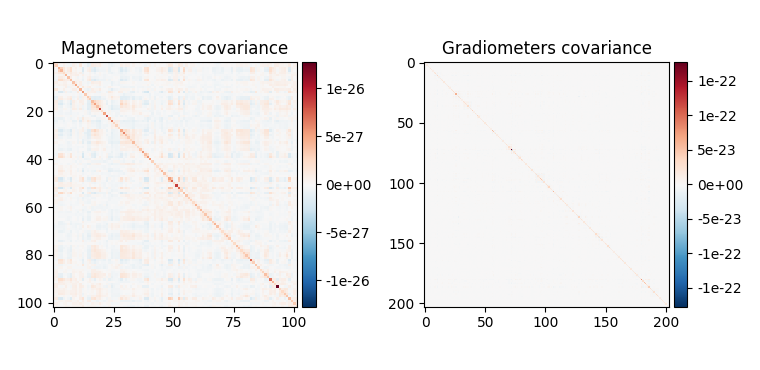 Magnetometers covariance
0
20
40
60
80
100
0
25
50
75
100
1e-26
5e-27
0e+00
-5e-27
-1e-26
Gradiometers covariance
0
50
100
150
200
0
50
100
150
200
1e-22
1e-22
5e-23
0e+00
-5e-23
-1e-22
-1e-22